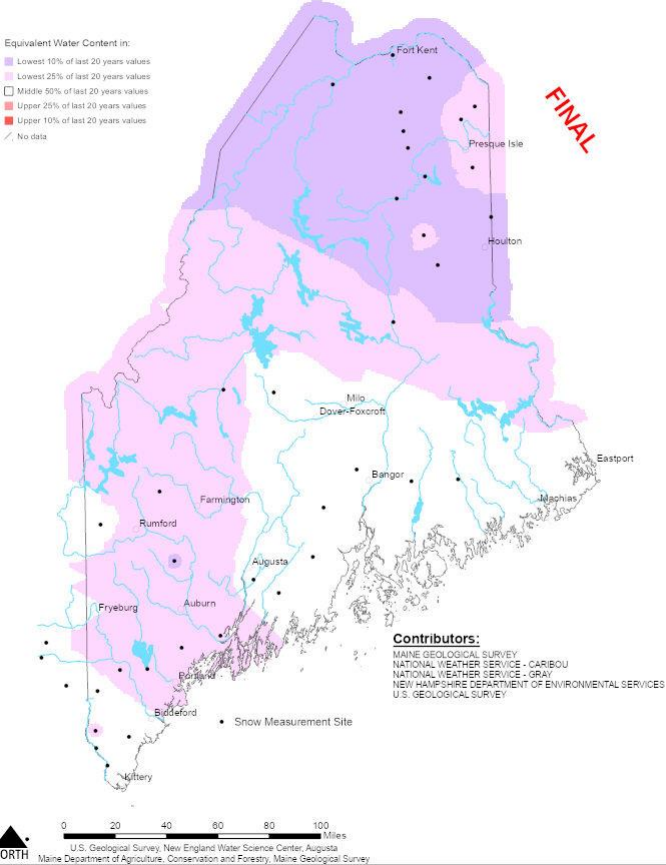 Equivalent Water Content in:
Lowest 10% of last 20 years values
Lowest 25% of last 20 years values
Middle 50% of last 20 years values
Upper 25% of last 20 years values
Upper 10% of last 20 years values
No data
Fort Kent
FINAL
Presque Isle
Houlton
Milo
Dover-Foxcroft
Eastport
Bangor
Machias
Farmington
Rumford
Augusta
Fryeburg
Auburn
Portland
Biddeford
Kittery
Contributors:
MAINE GEOLOGICAL SURVEY
NATIONAL WEATHER SERVICE - CARIBOU
NATIONAL WEATHER SERVICE - GRAY
NEW HAMPSHIRE DEPARTMENT OF ENVIRONMENTAL SERVICES
U.S. GEOLOGICAL SURVEY
Snow Measurement Site
0 20 40 60 80 100
Miles
ORTH
U.S. Geological Survey, New England Water Science Center, Augusta
Maine Department of Agriculture, Conservation and Forestry, Maine Geological Survey